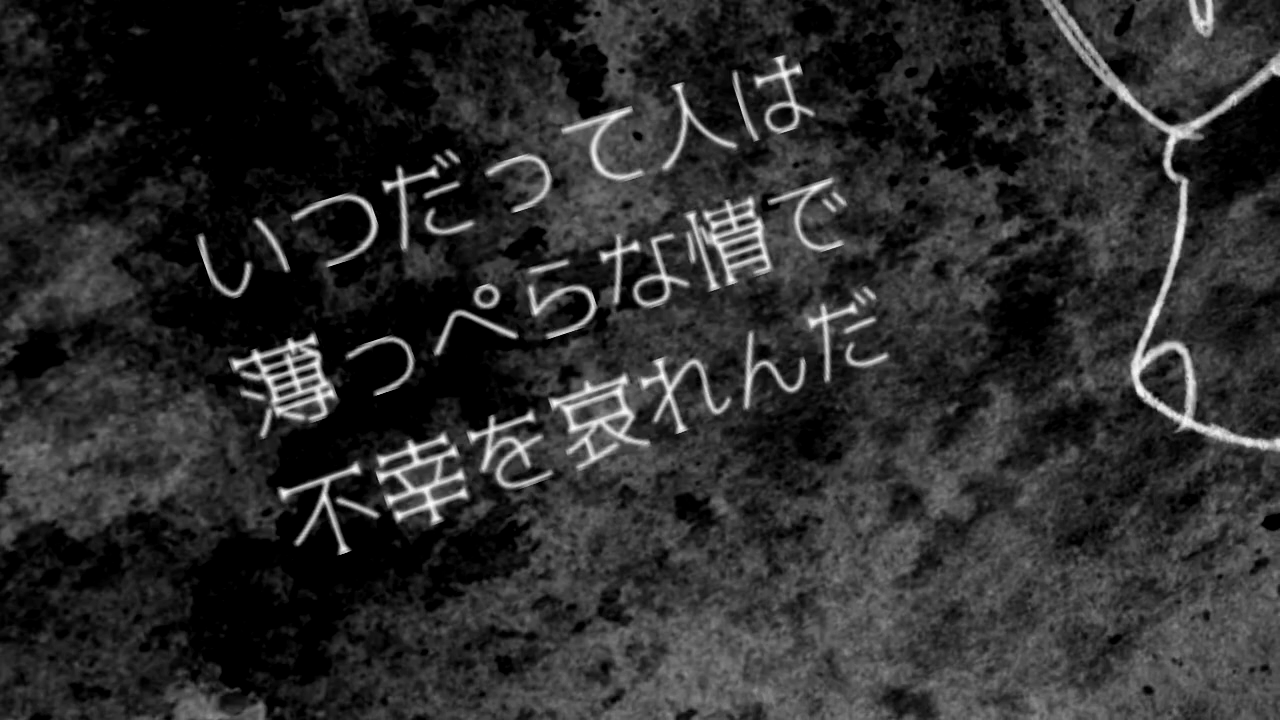 いつだって人は
薄っぺらな情で
不幸を哀れんだ